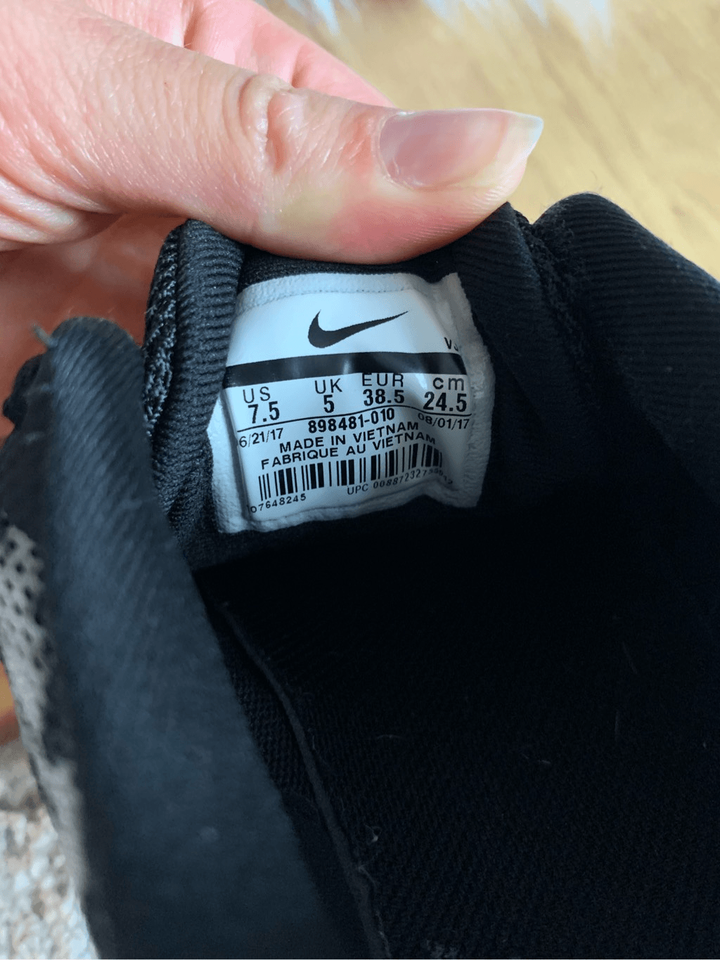 US UK EUR cm
7.5 5 38.5 24.5
898481-010
6/21/17 08/01/17
MADE IN VIETNAM
FABRIQUE AU VIETNAM
07648245 UPC